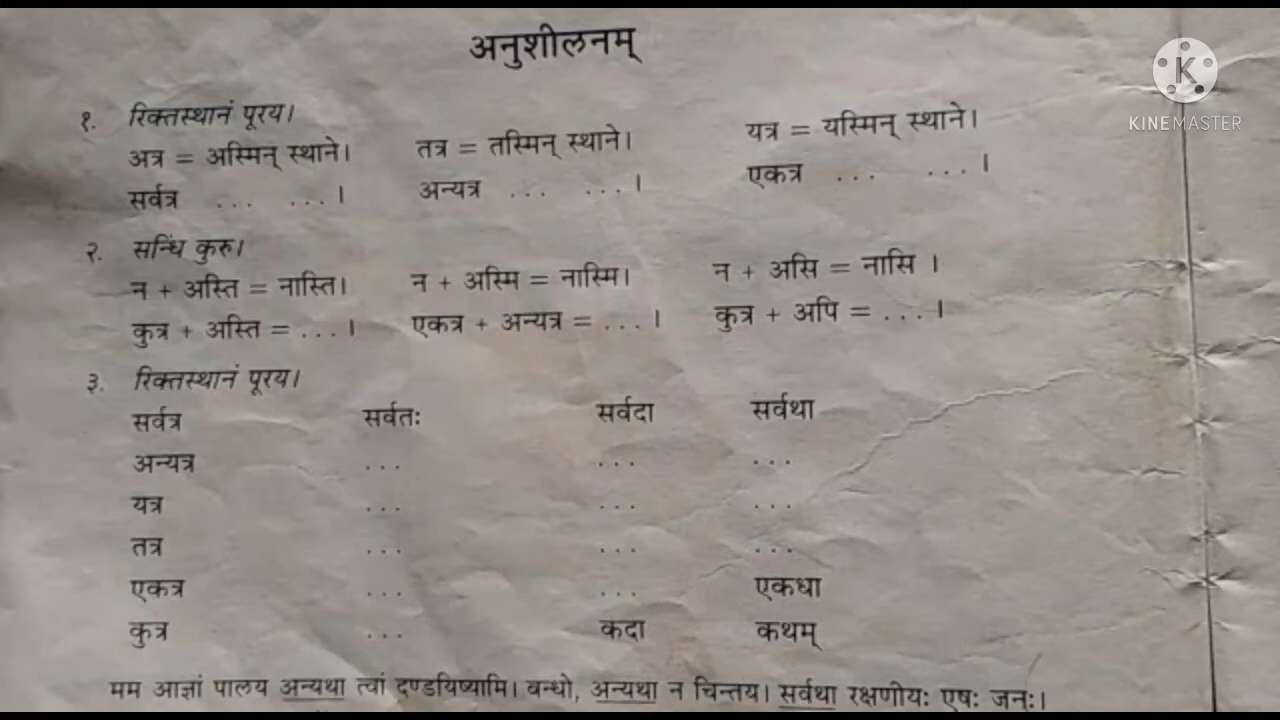 अनुशीलनम्
K
KINEMASTER
१. रिक्तस्थानं पूरय।
अत्र = अस्मिन् स्थाने। तत्र = तस्मिन् स्थाने। यत्र = यस्मिन् स्थाने।
सर्वत्र ... ...। अन्यत्र ... ...। एकत्र ... ...।
२. सन्धिं कुरु।
न + अस्ति = नास्ति। न + अस्मि = नास्मि। न + असि = नासि ।
कुत्र + अस्ति = ...। एकत्र + अन्यत्र = ...। कुत्र + अपि = ...।
३. रिक्तस्थानं पूरय।
सर्वत्र सर्वतः सर्वदा सर्वथा
अन्यत्र ... ... ...
यत्र ... ... ...
तत्र ... ... ...
एकत्र ... ... एकधा
कुत्र ... कदा कथम्
मम आज्ञां पालय अन्यथा त्वां दण्डयिष्यामि। बन्धो, अन्यथा न चिन्तय। सर्वथा रक्षणीयः एषः जनः।